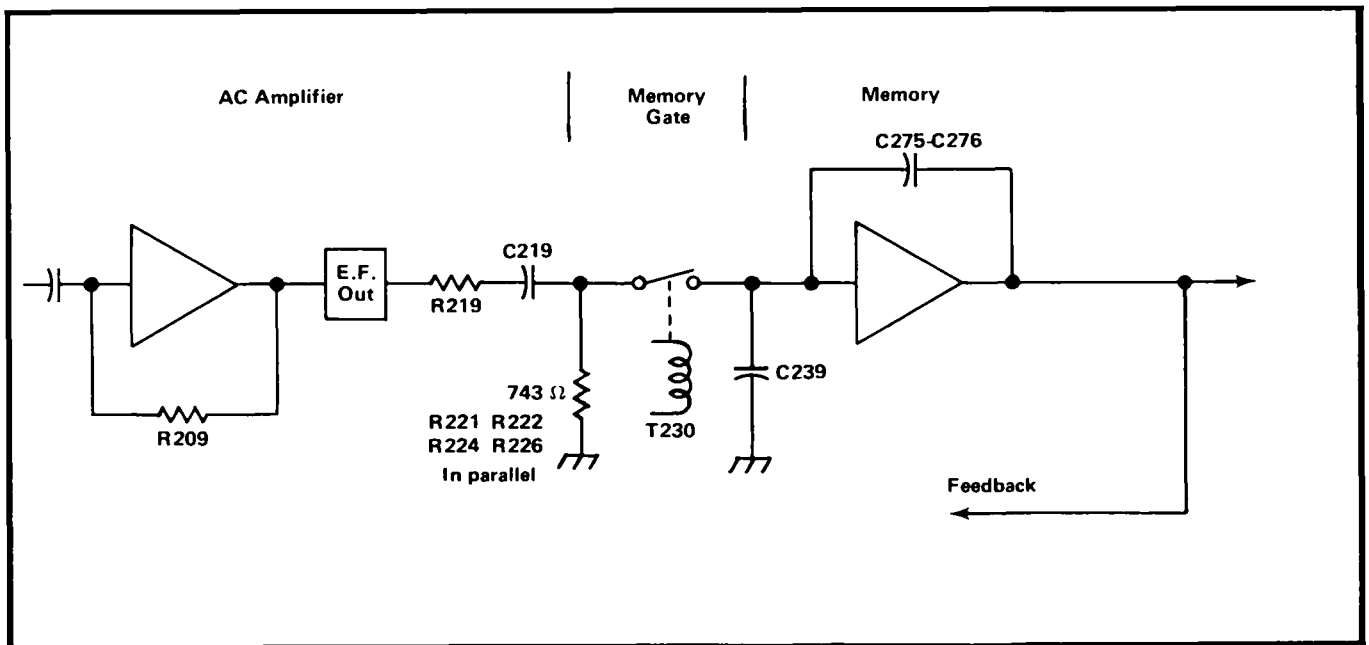 AC Amplifier
Memory
Gate
Memory
C275-C276
C219
E.F.
Out
R219
R209
743 Ω
R221 R222
R224 R226
In parallel
T230
C239
Feedback